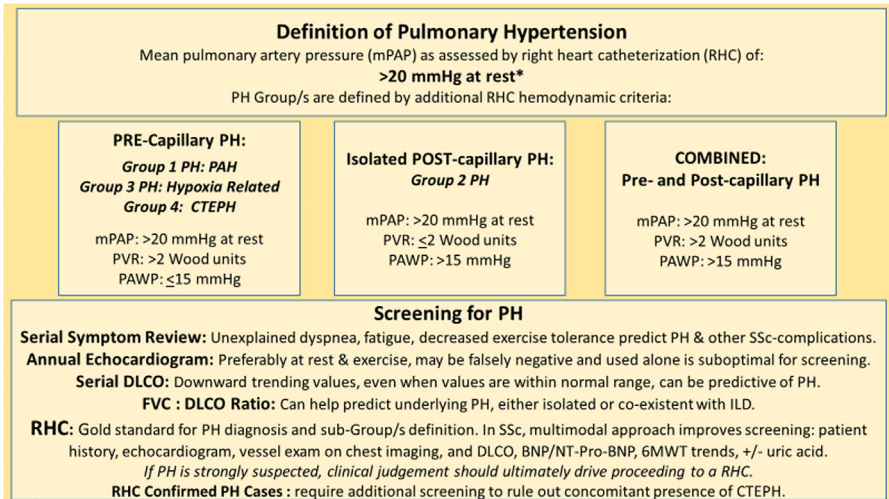 Definition of Pulmonary Hypertension
Mean pulmonary artery pressure (mPAP) as assessed by right heart catheterization (RHC) of:
>20 mmHg at rest*
PH Group/s are defined by additional RHC hemodynamic criteria:
PRE-Capillary PH:
Group 1 PH: PAH
Group 3 PH: Hypoxia Related
Group 4: CTEPH
mPAP: >20 mmHg at rest
PVR: >2 Wood units
PAWP: ≤15 mmHg
Isolated POST-capillary PH:
Group 2 PH
mPAP: >20 mmHg at rest
PVR: ≤2 Wood units
PAWP: >15 mmHg
COMBINED:
Pre- and Post-capillary PH
mPAP: >20 mmHg at rest
PVR: >2 Wood units
PAWP: >15 mmHg
Screening for PH
Serial Symptom Review: Unexplained dyspnea, fatigue, decreased exercise tolerance predict PH & other SSc-complications.
Annual Echocardiogram: Preferably at rest & exercise, may be falsely negative and used alone is suboptimal for screening.
Serial DLCO: Downward trending values, even when values are within normal range, can be predictive of PH.
FVC : DLCO Ratio: Can help predict underlying PH, either isolated or co-existent with ILD.
RHC: Gold standard for PH diagnosis and sub-Group/s definition. In SSc, multimodal approach improves screening: patient
history, echocardiogram, vessel exam on chest imaging, and DLCO, BNP/NT-Pro-BNP, 6MWT trends, +/- uric acid.
If PH is strongly suspected, clinical judgement should ultimately drive proceeding to a RHC.
RHC Confirmed PH Cases : require additional screening to rule out concomitant presence of CTEPH.